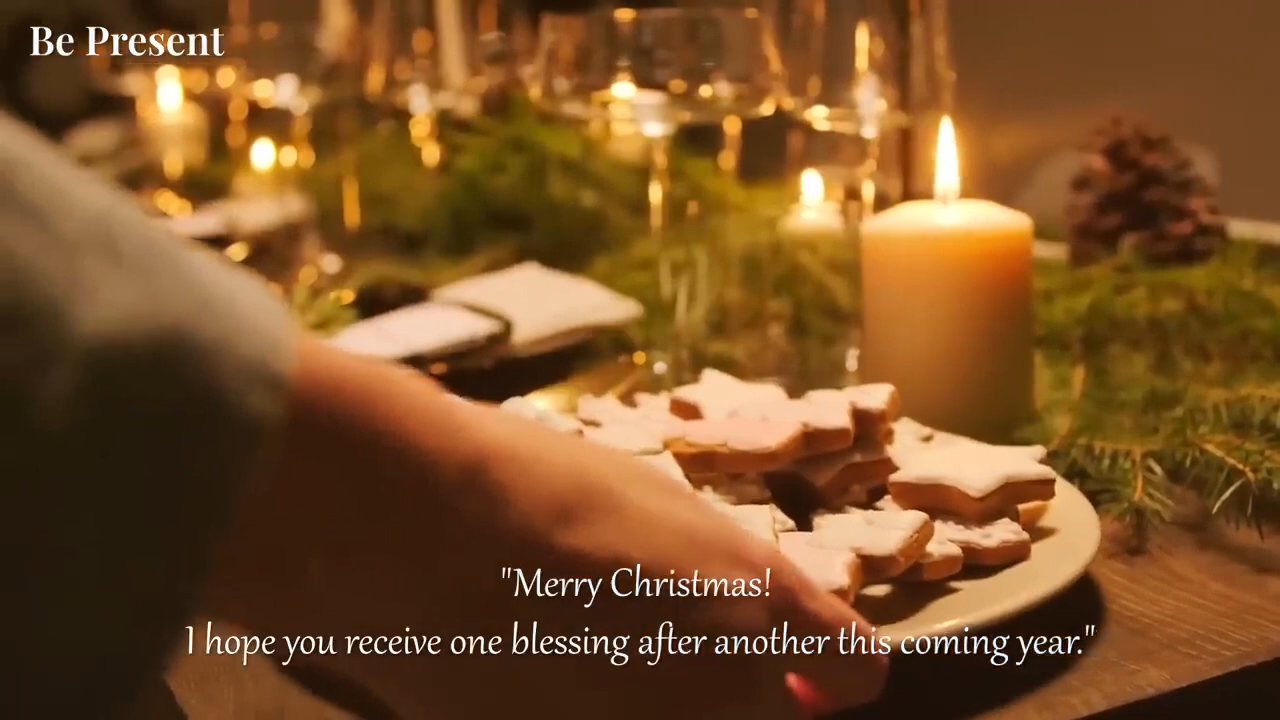 Be Present
"Merry Christmas!
I hope you receive one blessing after another this coming year."